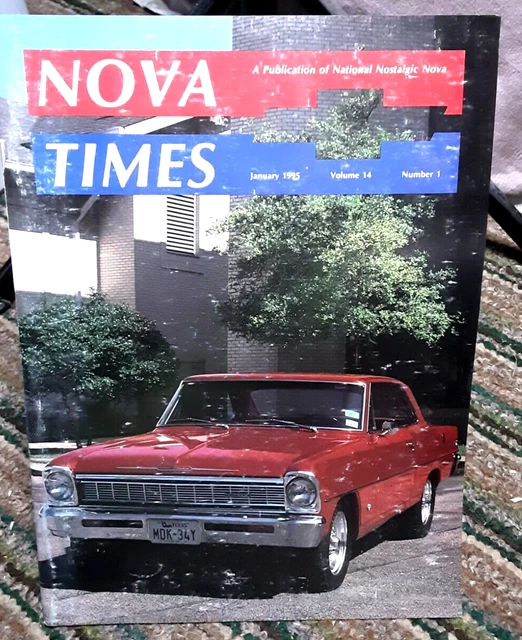 NOVA
A Publication of National Nostalgic Nova
TIMES
January 1995 Volume 14 Number 1
TEXAS
MDK-34Y